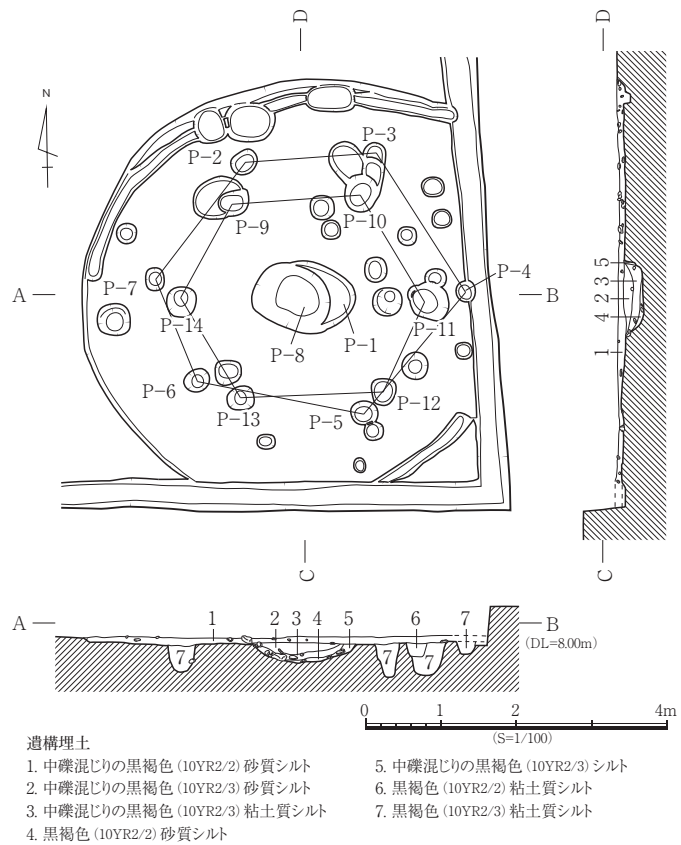 D
D
N
P-3
P-2
P-10
P-9
P-4
A
P-7
B
P-14
P-11
P-8
P-1
P-6
P-12
P-13
P-5
5
3
2
4
1
C
C
A
1
2
3
4
5
6
7
B
(DL=8.00m)
7
7
7
0
1
2
4m
(S=1/100)
遺構埋土
1. 中礫混じりの黒褐色(10YR2/2)砂質シルト
2. 中礫混じりの黒褐色(10YR2/3)砂質シルト
3. 中礫混じりの黒褐色(10YR2/3)粘土質シルト
4. 黒褐色(10YR2/2)砂質シルト
5. 中礫混じりの黒褐色(10YR2/3)シルト
6. 黒褐色(10YR2/2)粘土質シルト
7. 黒褐色(10YR2/3)粘土質シルト